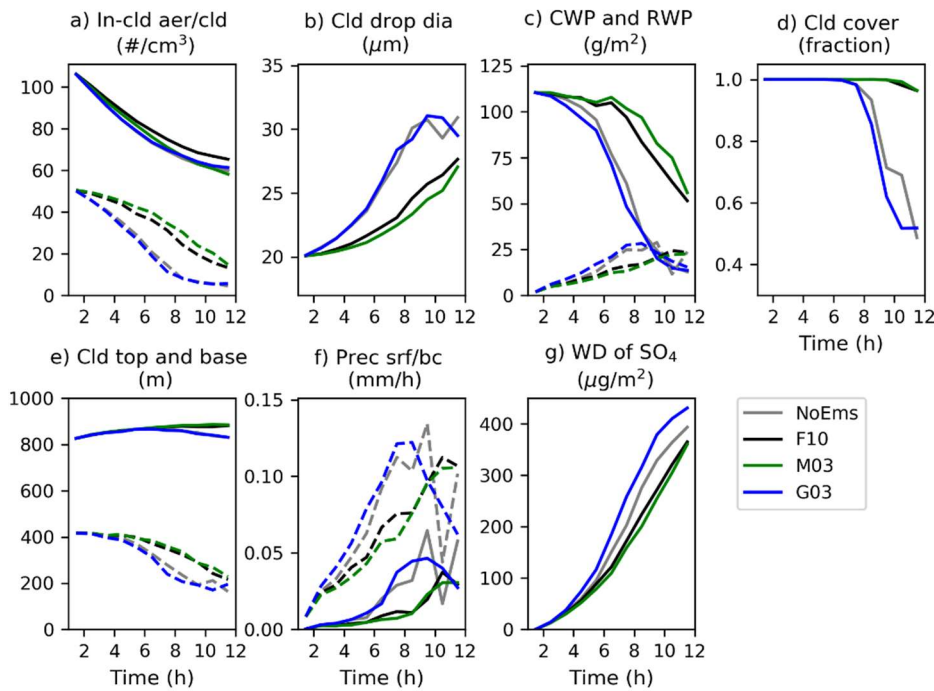 a) In-cld aer/cld
(#/cm³)
b) Cld drop dia
(μm)
c) CWP and RWP
(g/m²)
d) Cld cover
(fraction)
100
80
60
40
20
0
2 4 6 8 10 12
35
30
25
20
2 4 6 8 10 12
125
100
75
50
25
0
2 4 6 8 10 12
1.0
0.8
0.6
0.4
2 4 6 8 10 12
Time (h)
e) Cld top and base
(m)
f) Prec srf/bc
(mm/h)
g) WD of SO₄
(μg/m²)
1000
800
600
400
200
0
2 4 6 8 10 12
Time (h)
0.15
0.10
0.05
0.00
2 4 6 8 10 12
Time (h)
400
300
200
100
0
2 4 6 8 10 12
Time (h)
NoEms
F10
M03
G03